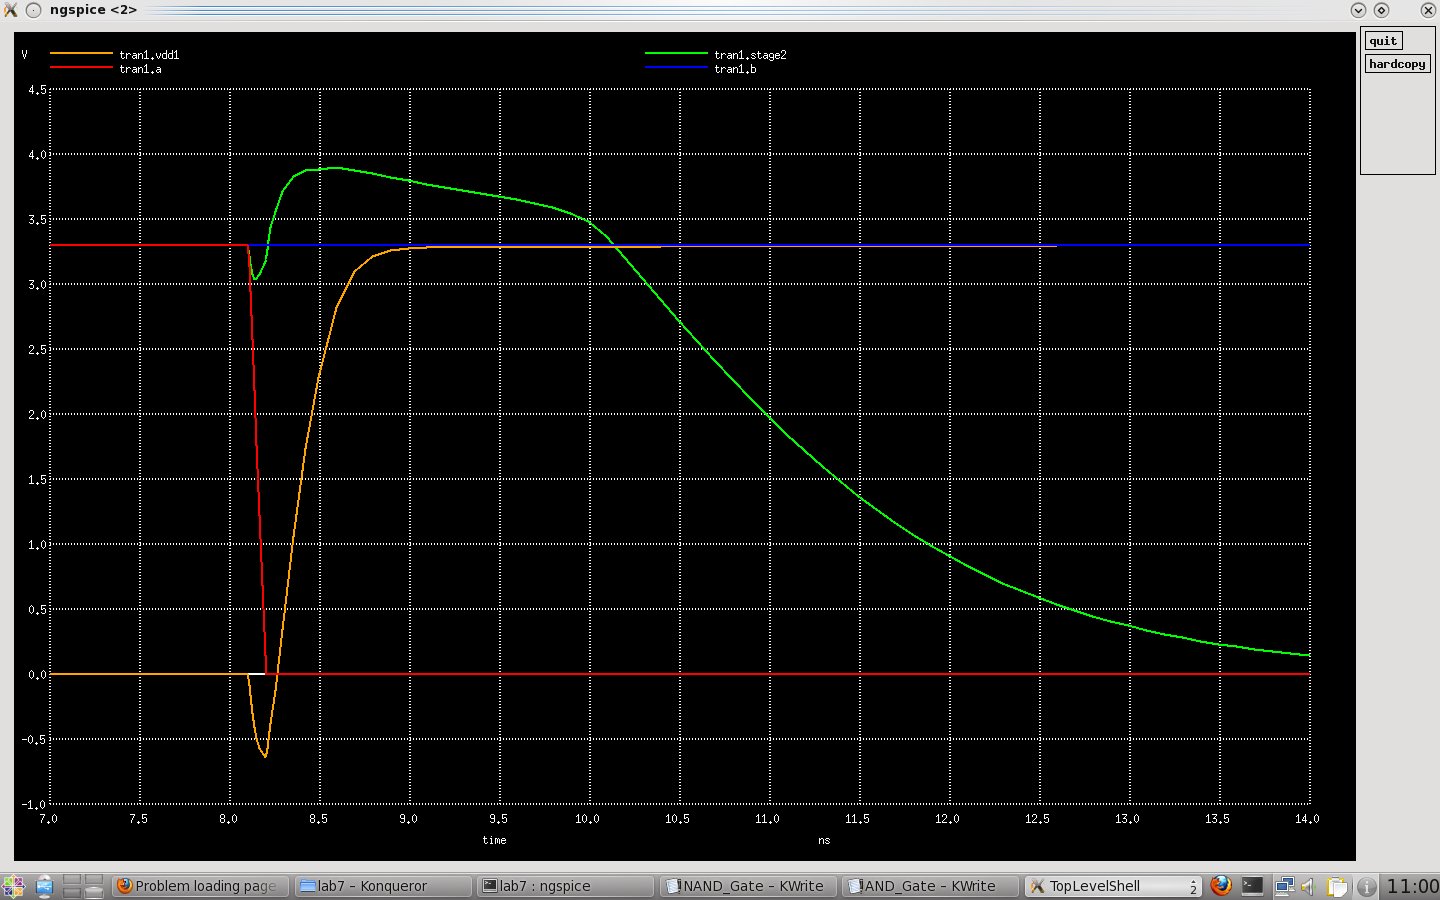 ngspice <2>
V
tran1.vdd1
tran1.stage2
tran1.a
tran1.b
quit
hardcopy
4.5
4.0
3.5
3.0
2.5
2.0
1.5
1.0
0.5
0.0
-0.5
-1.0
7.0 7.5 8.0 8.5 9.0 9.5 10.0 10.5 11.0 11.5 12.0 12.5 13.0 13.5 14.0
time ns
Problem loading page
lab7 - Konqueror
lab7 : ngspice
NAND_Gate - KWrite
AND_Gate - KWrite
TopLevelShell 2
11:00